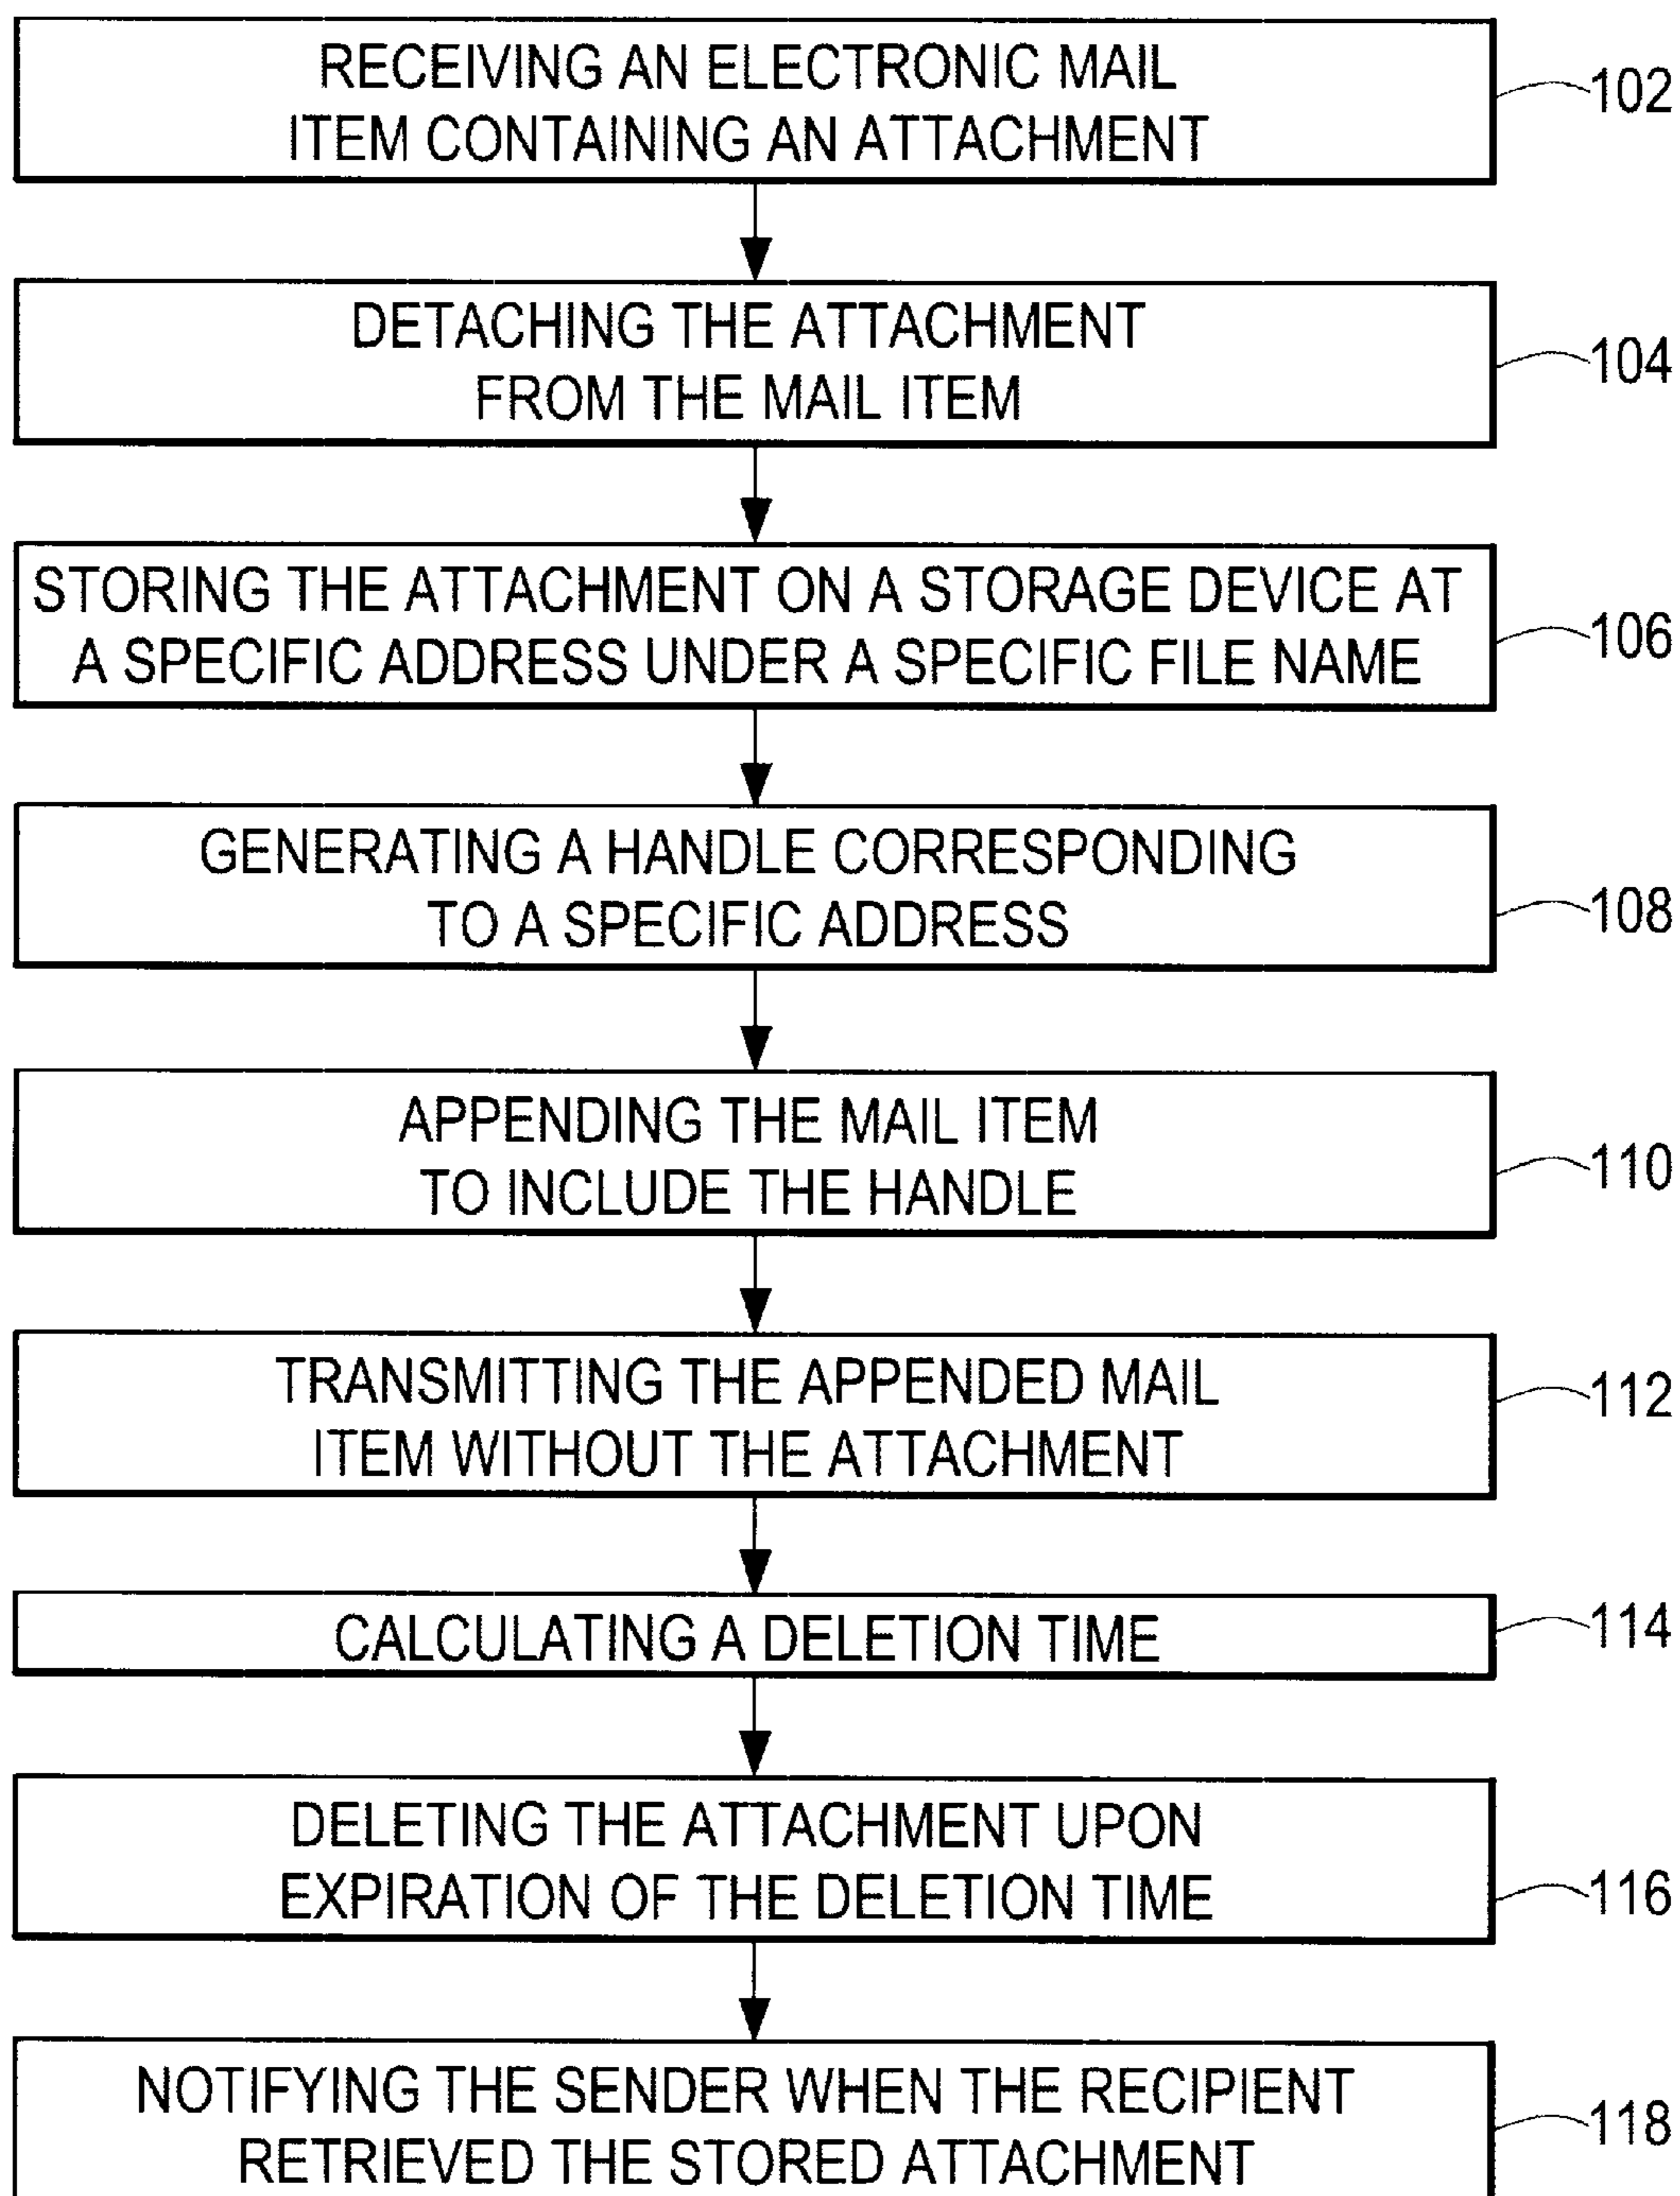 RECEIVING AN ELECTRONIC MAIL
ITEM CONTAINING AN ATTACHMENT
102
DETACHING THE ATTACHMENT
FROM THE MAIL ITEM
104
STORING THE ATTACHMENT ON A STORAGE DEVICE AT
A SPECIFIC ADDRESS UNDER A SPECIFIC FILE NAME
106
GENERATING A HANDLE CORRESPONDING
TO A SPECIFIC ADDRESS
108
APPENDING THE MAIL ITEM
TO INCLUDE THE HANDLE
110
TRANSMITTING THE APPENDED MAIL
ITEM WITHOUT THE ATTACHMENT
112
CALCULATING A DELETION TIME
114
DELETING THE ATTACHMENT UPON
EXPIRATION OF THE DELETION TIME
116
NOTIFYING THE SENDER WHEN THE RECIPIENT
RETRIEVED THE STORED ATTACHMENT
118